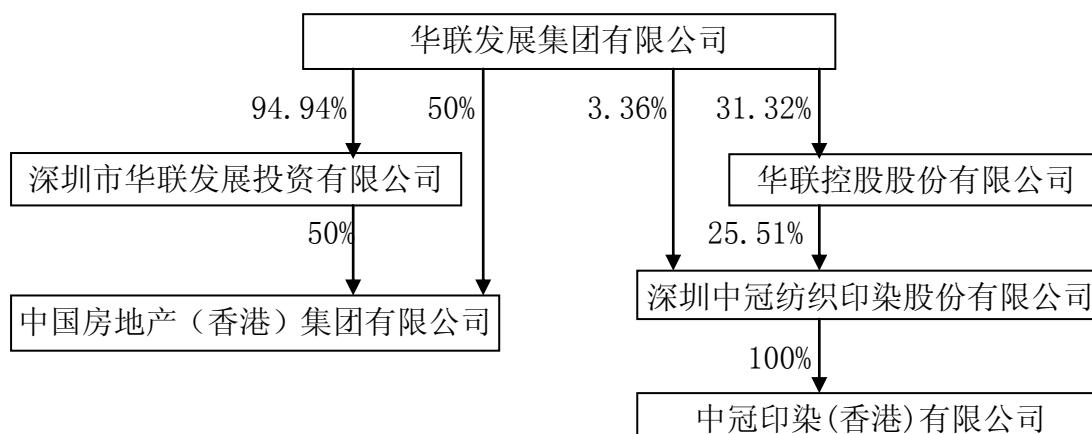 华联发展集团有限公司
94.94% 50% 3.36% 31.32%
深圳市华联发展投资有限公司 华联控股股份有限公司
50% 25.51%
深圳中冠纺织印染股份有限公司
中国房地产（香港）集团有限公司
100%
中冠印染(香港)有限公司